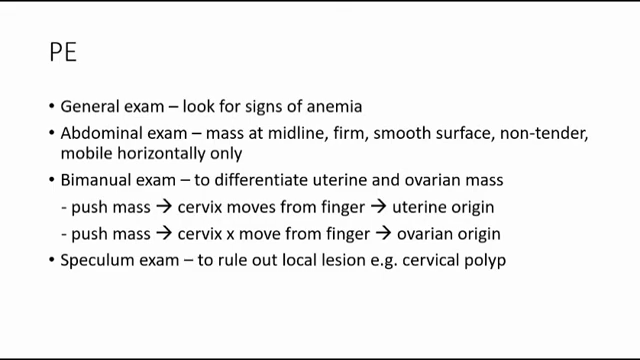 PE
• General exam – look for signs of anemia
• Abdominal exam – mass at midline, firm, smooth surface, non-tender,
mobile horizontally only
• Bimanual exam – to differentiate uterine and ovarian mass
- push mass → cervix moves from finger → uterine origin
- push mass → cervix x move from finger → ovarian origin
• Speculum exam – to rule out local lesion e.g. cervical polyp